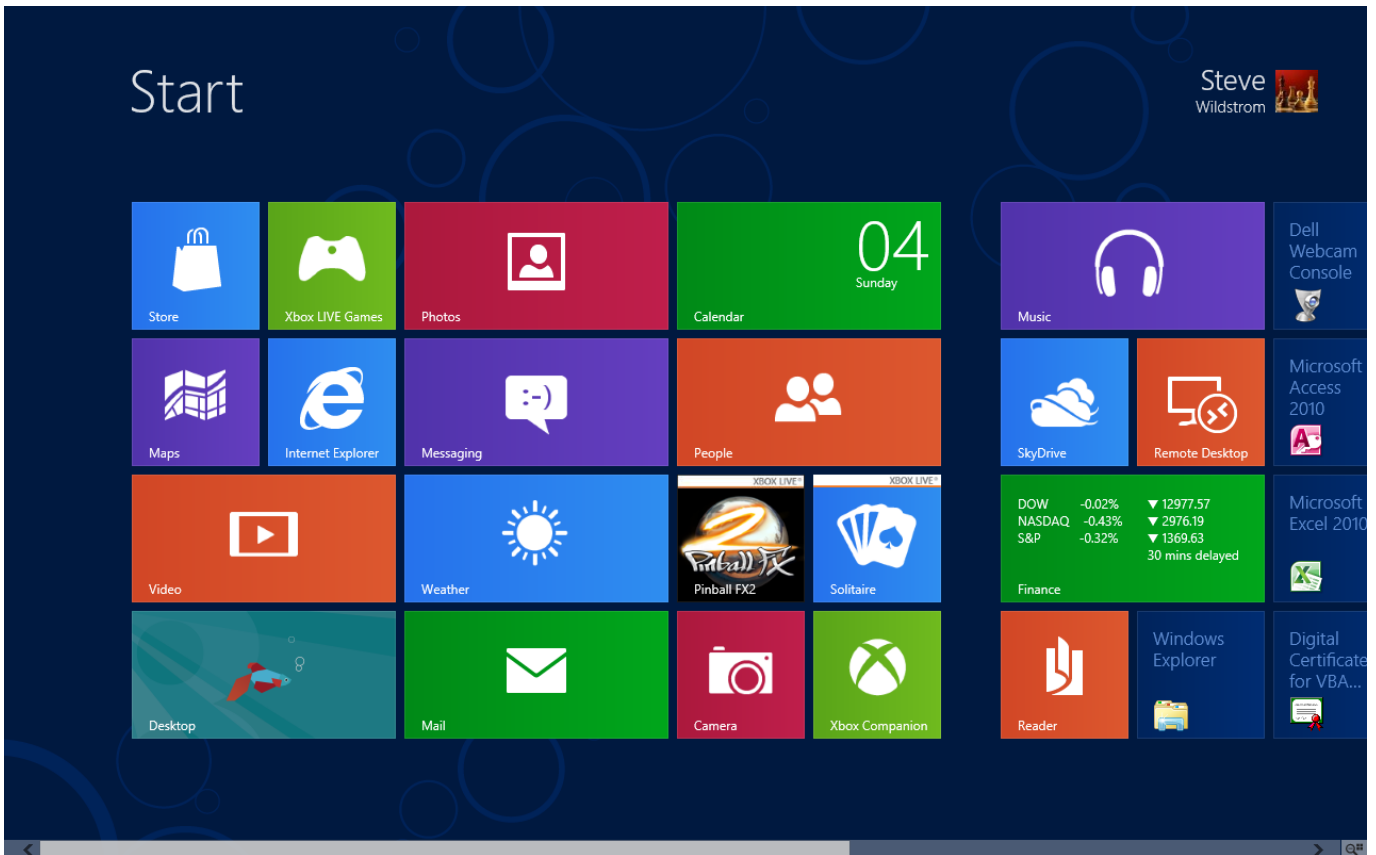 Start
Steve
Wildstrom
Store
Xbox LIVE Games
Photos
04
Sunday
Calendar
Music
Dell
Webcam
Console
Maps
Internet Explorer
:-)
Messaging
People
SkyDrive
Remote Desktop
Microsoft
Access
2010
Video
Weather
XBOX LIVE
2
Pinball FX
Pinball FX2
XBOX LIVE
Solitaire
DOW -0.02% ▼ 12977.57
NASDAQ -0.43% ▼ 2976.19
S&P -0.32% ▼ 1369.63
30 mins delayed
Finance
Microsoft
Excel 2010
Desktop
Mail
Camera
Xbox Companion
Reader
Windows
Explorer
Digital
Certificate
for VBA...